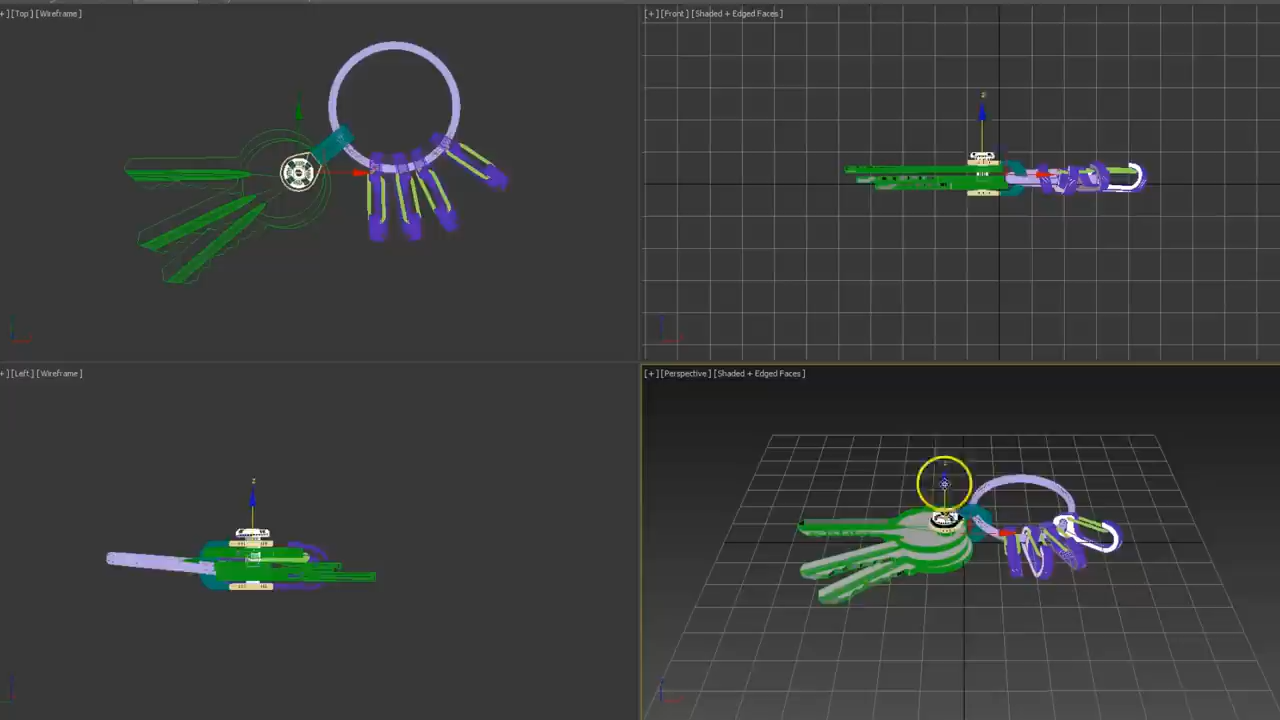 +] [Top] [Wireframe ]
[+] [Front] [Shaded + Edged Faces ]
+] [Left] [Wireframe ]
[+] [Perspective] [Shaded + Edged Faces ]